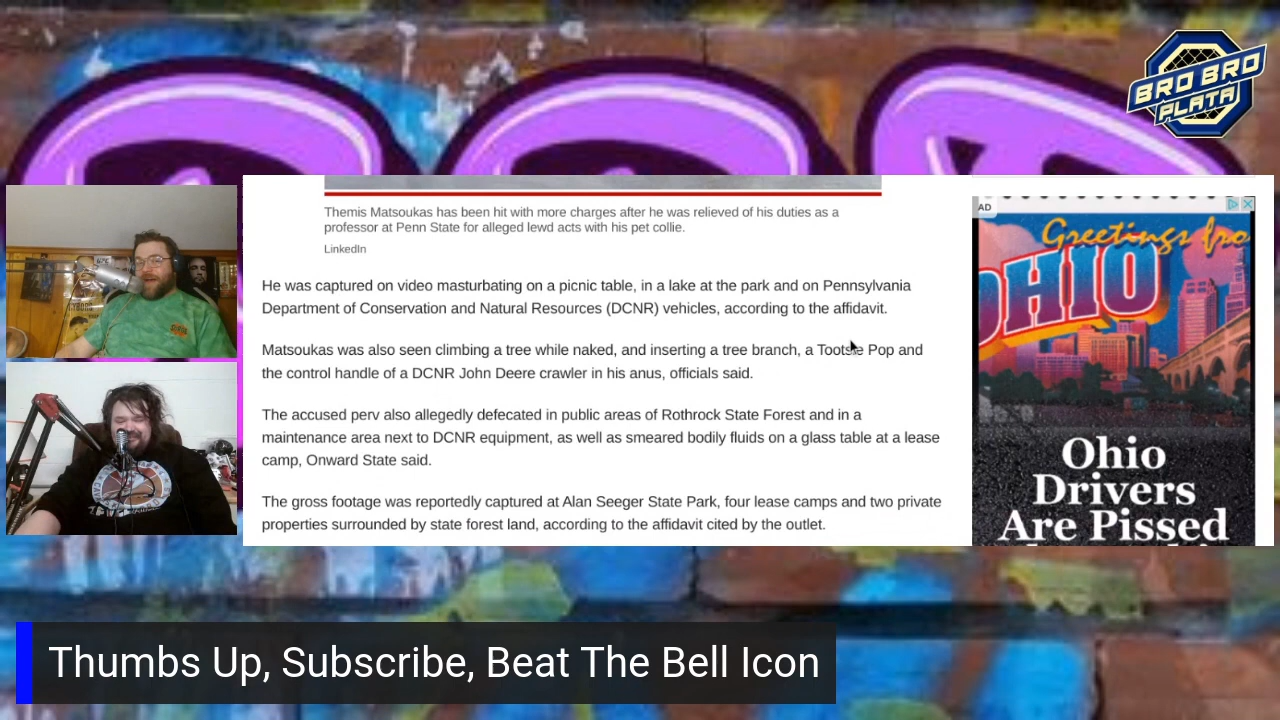 BRO BRO
PLATA
Themis Matsoukas has been hit with more charges after he was relieved of his duties as a
professor at Penn State for alleged lewd acts with his pet collie.
LinkedIn
He was captured on video masturbating on a picnic table, in a lake at the park and on Pennsylvania
Department of Conservation and Natural Resources (DCNR) vehicles, according to the affidavit.
Matsoukas was also seen climbing a tree while naked, and inserting a tree branch, a Tootsie Pop and
the control handle of a DCNR John Deere crawler in his anus, officials said.
The accused perv also allegedly defecated in public areas of Rothrock State Forest and in a
maintenance area next to DCNR equipment, as well as smeared bodily fluids on a glass table at a lease
camp, Onward State said.
The gross footage was reportedly captured at Alan Seeger State Park, four lease camps and two private
properties surrounded by state forest land, according to the affidavit cited by the outlet.
AD
Greetings fro
OHIO
Ohio
Drivers
Are Pissed
Thumbs Up, Subscribe, Beat The Bell Icon